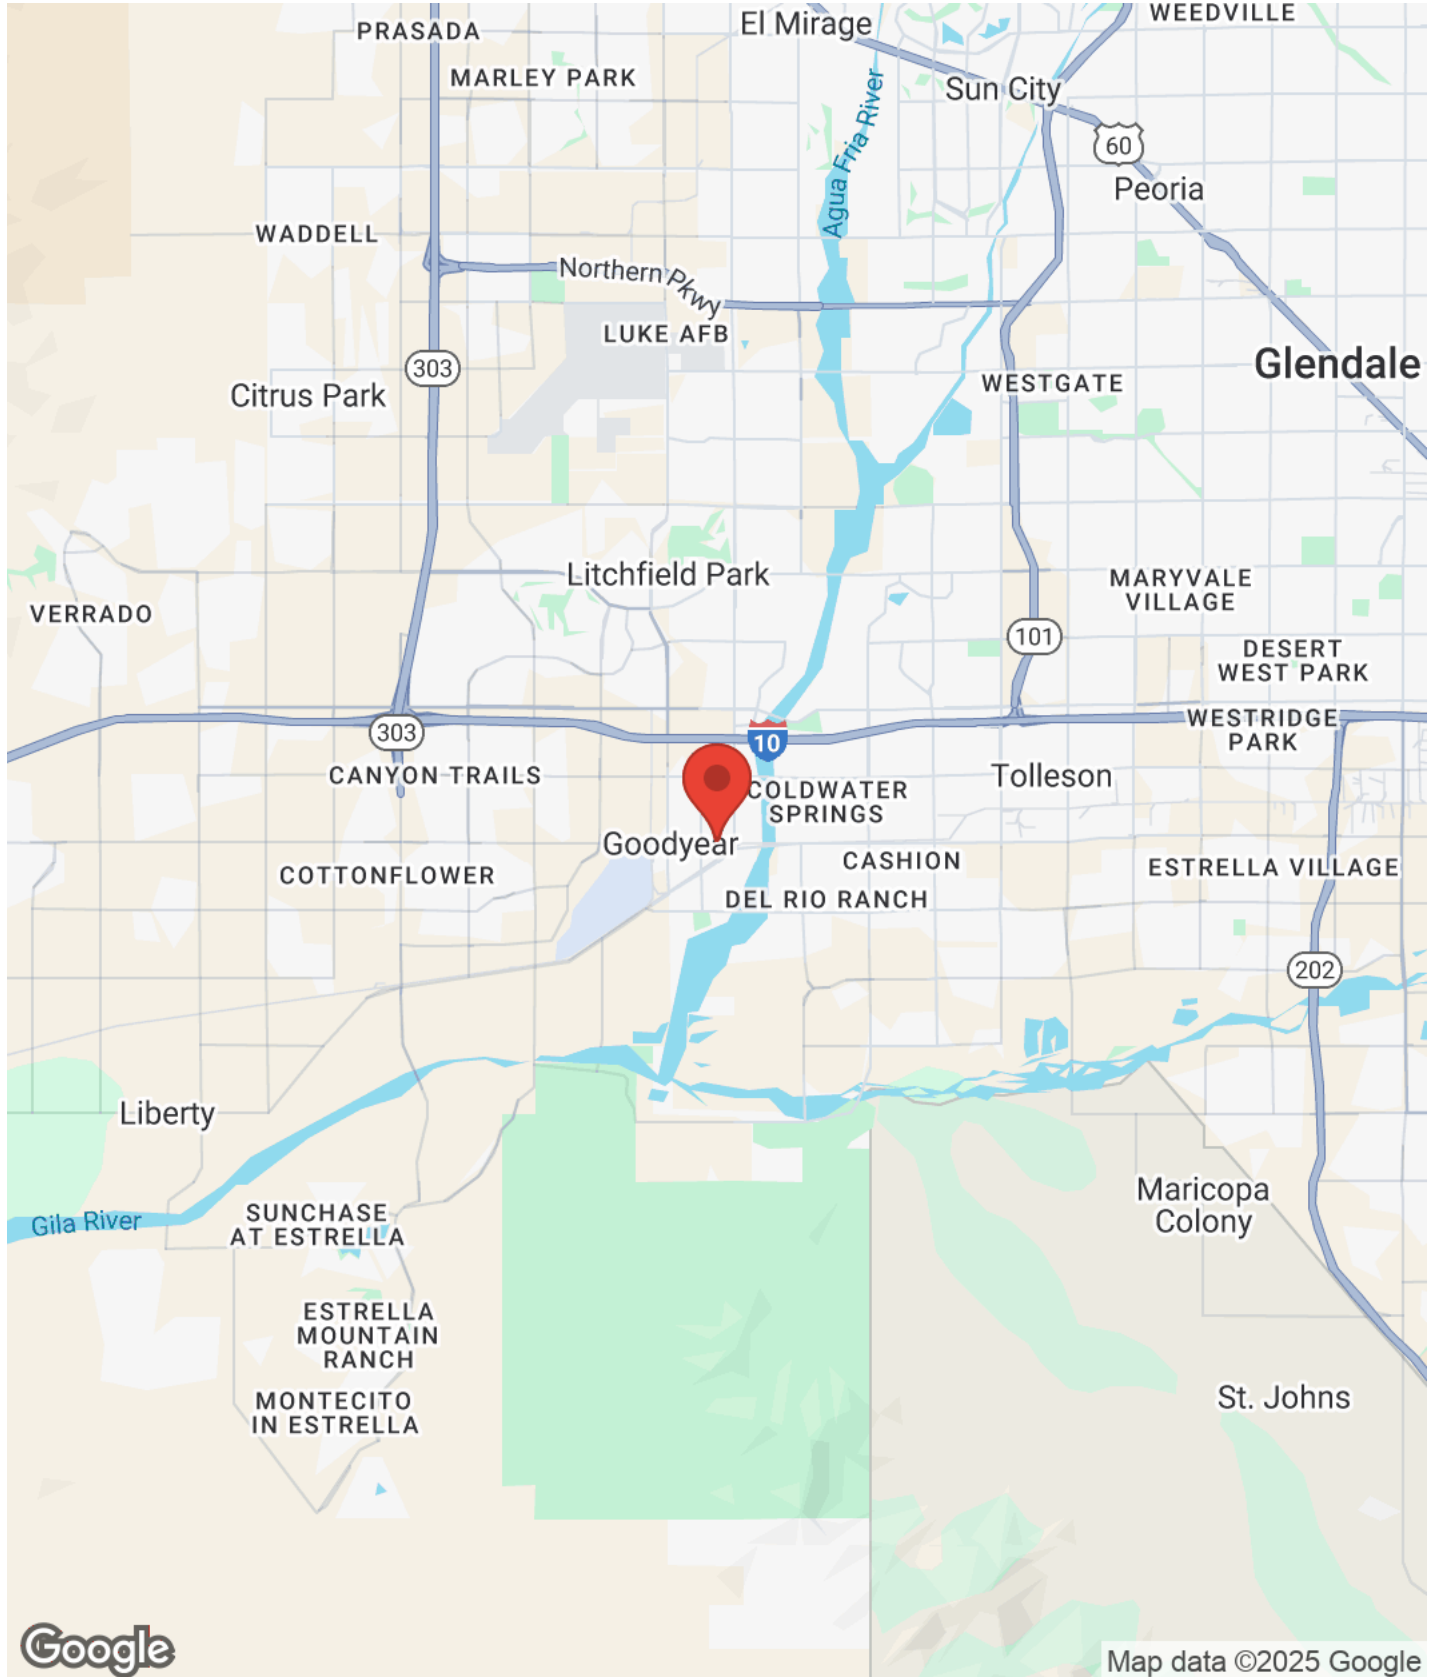 PRASADA
El Mirage
WEEDVILLE
MARLEY PARK
Sun City
Agua Fria River
60
Peoria
WADDELL
Northern Pkwy
LUKE AFB
303
Glendale
Citrus Park
WESTGATE
Litchfield Park
MARYVALE
VILLAGE
VERRADO
101
DESERT
WEST PARK
303
10
WESTRIDGE
PARK
CANYON TRAILS
COLDWATER
SPRINGS
Tolleson
Goodyear
CASHION
ESTRELLA VILLAGE
COTTONFLOWER
DEL RIO RANCH
202
Liberty
Maricopa
Colony
Gila River
SUNCHASE
AT ESTRELLA
ESTRELLA
MOUNTAIN
RANCH
MONTECITO
IN ESTRELLA
St. Johns
Google
Map data ©2025 Google